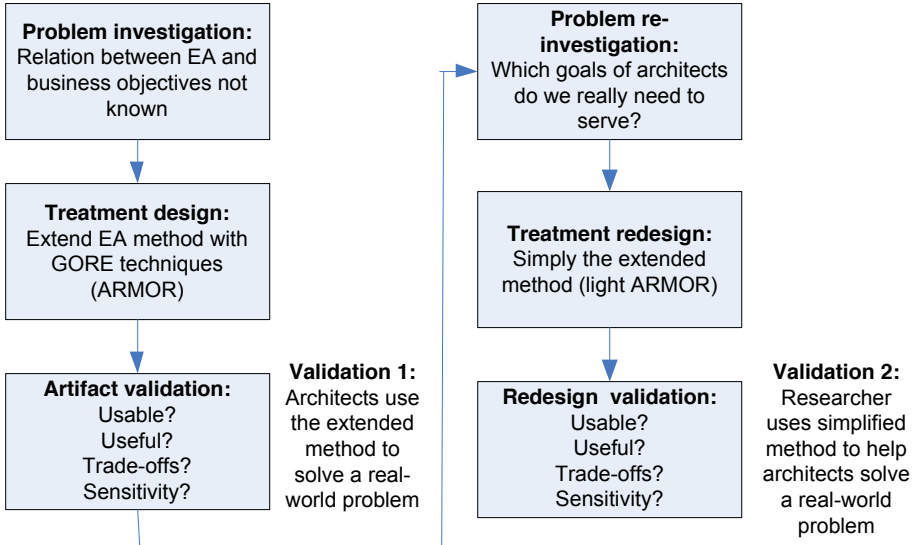 Problem investigation:
Relation between EA and
business objectives not
known
Treatment design:
Extend EA method with
GORE techniques
(ARMOR)
Artifact validation:
Usable?
Useful?
Trade-offs?
Sensitivity?
Validation 1:
Architects use
the extended
method to
solve a real-
world problem
Problem re-
investigation:
Which goals of architects
do we really need to
serve?
Treatment redesign:
Simply the extended
method (light ARMOR)
Redesign validation:
Usable?
Useful?
Trade-offs?
Sensitivity?
Validation 2:
Researcher
uses simplified
method to help
architects solve
a real-world
problem